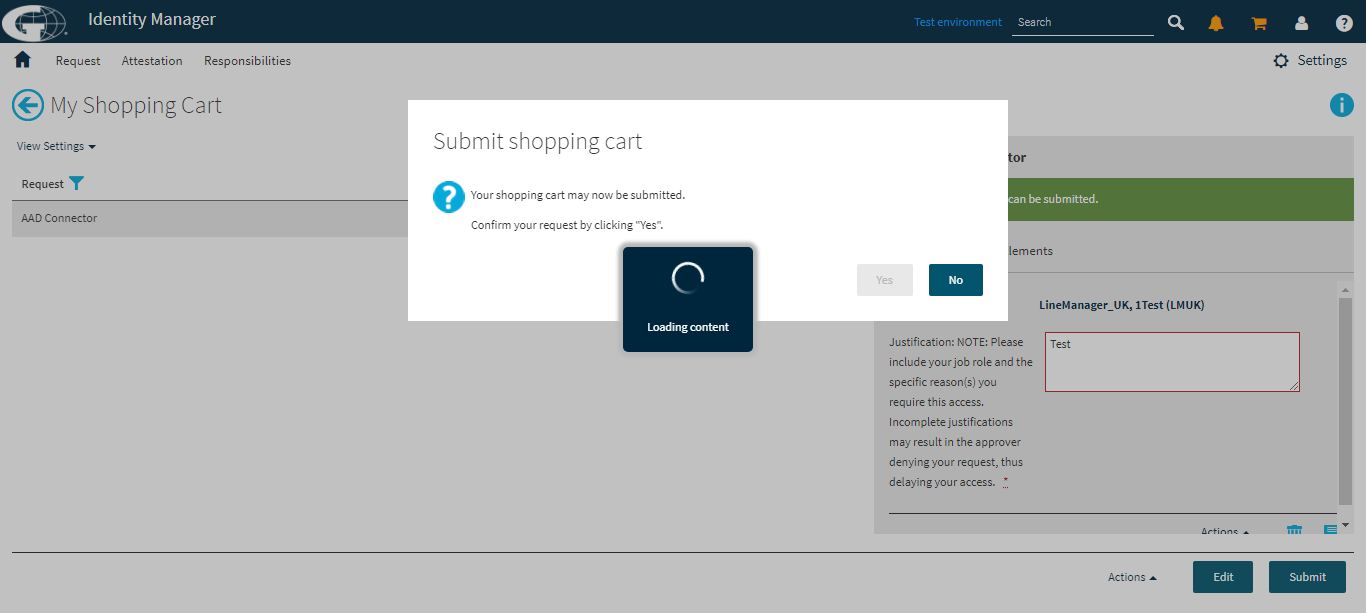 Identity Manager
Test environment
Search
Request
Attestation
Responsibilities
Settings
My Shopping Cart
View Settings
Request
AAD Connector
Submit shopping cart
Your shopping cart may now be submitted.
Confirm your request by clicking "Yes".
Yes
No
Loading content
can be submitted.
LineManager_UK, 1Test (LMUK)
Justification: NOTE: Please
include your job role and the
specific reason(s) you
require this access.
Incomplete justifications
may result in the approver
denying your request, thus
delaying your access. *
Test
Actions
Actions
Edit
Submit